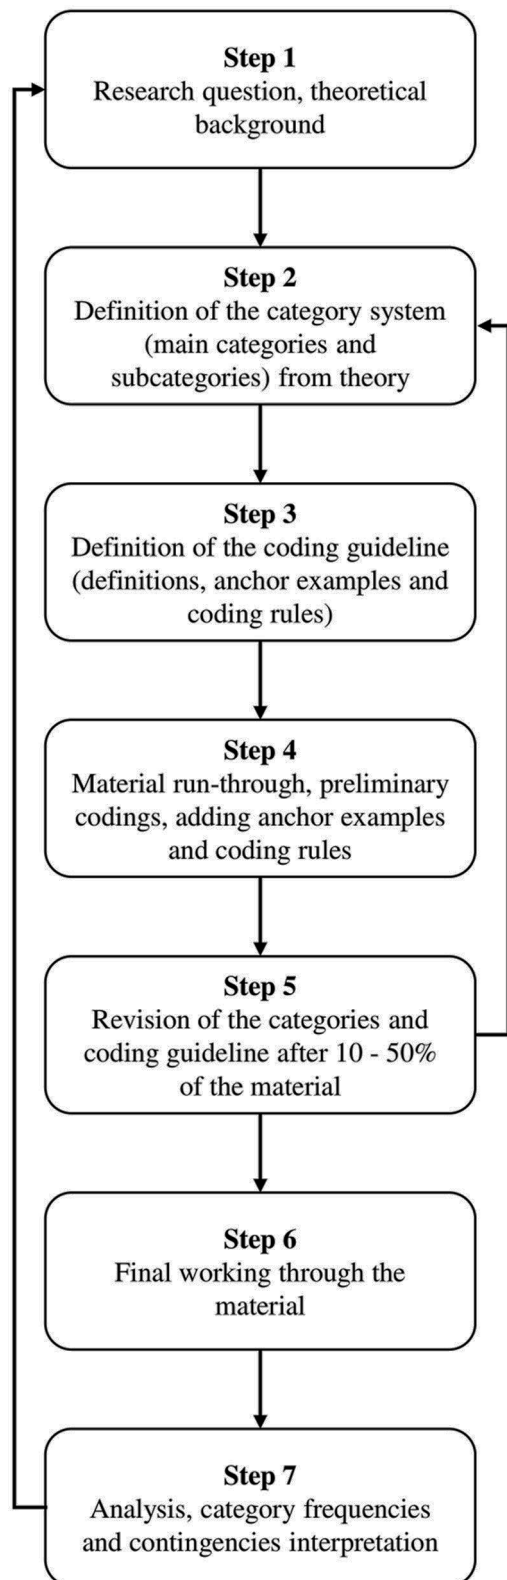 Step 1
Research question, theoretical
background
Step 2
Definition of the category system
(main categories and
subcategories) from theory
Step 3
Definition of the coding guideline
(definitions, anchor examples and
coding rules)
Step 4
Material run-through, preliminary
codings, adding anchor examples
and coding rules
Step 5
Revision of the categories and
coding guideline after 10 - 50%
of the material
Step 6
Final working through the
material
Step 7
Analysis, category frequencies
and contingencies interpretation